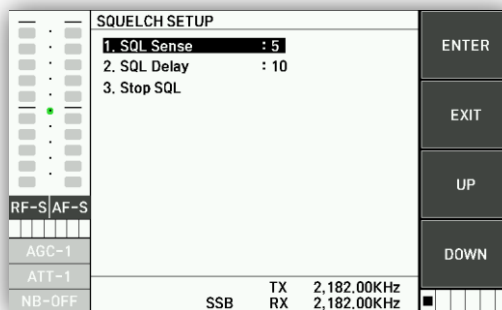 SQUELCH SETUP
1. SQL Sense : 5
2. SQL Delay : 10
3. Stop SQL
ENTER
EXIT
UP
DOWN
RF-S AF-S
AGC-1
ATT-1
NB-OFF
TX 2,182.00KHz
SSB RX 2,182.00KHz